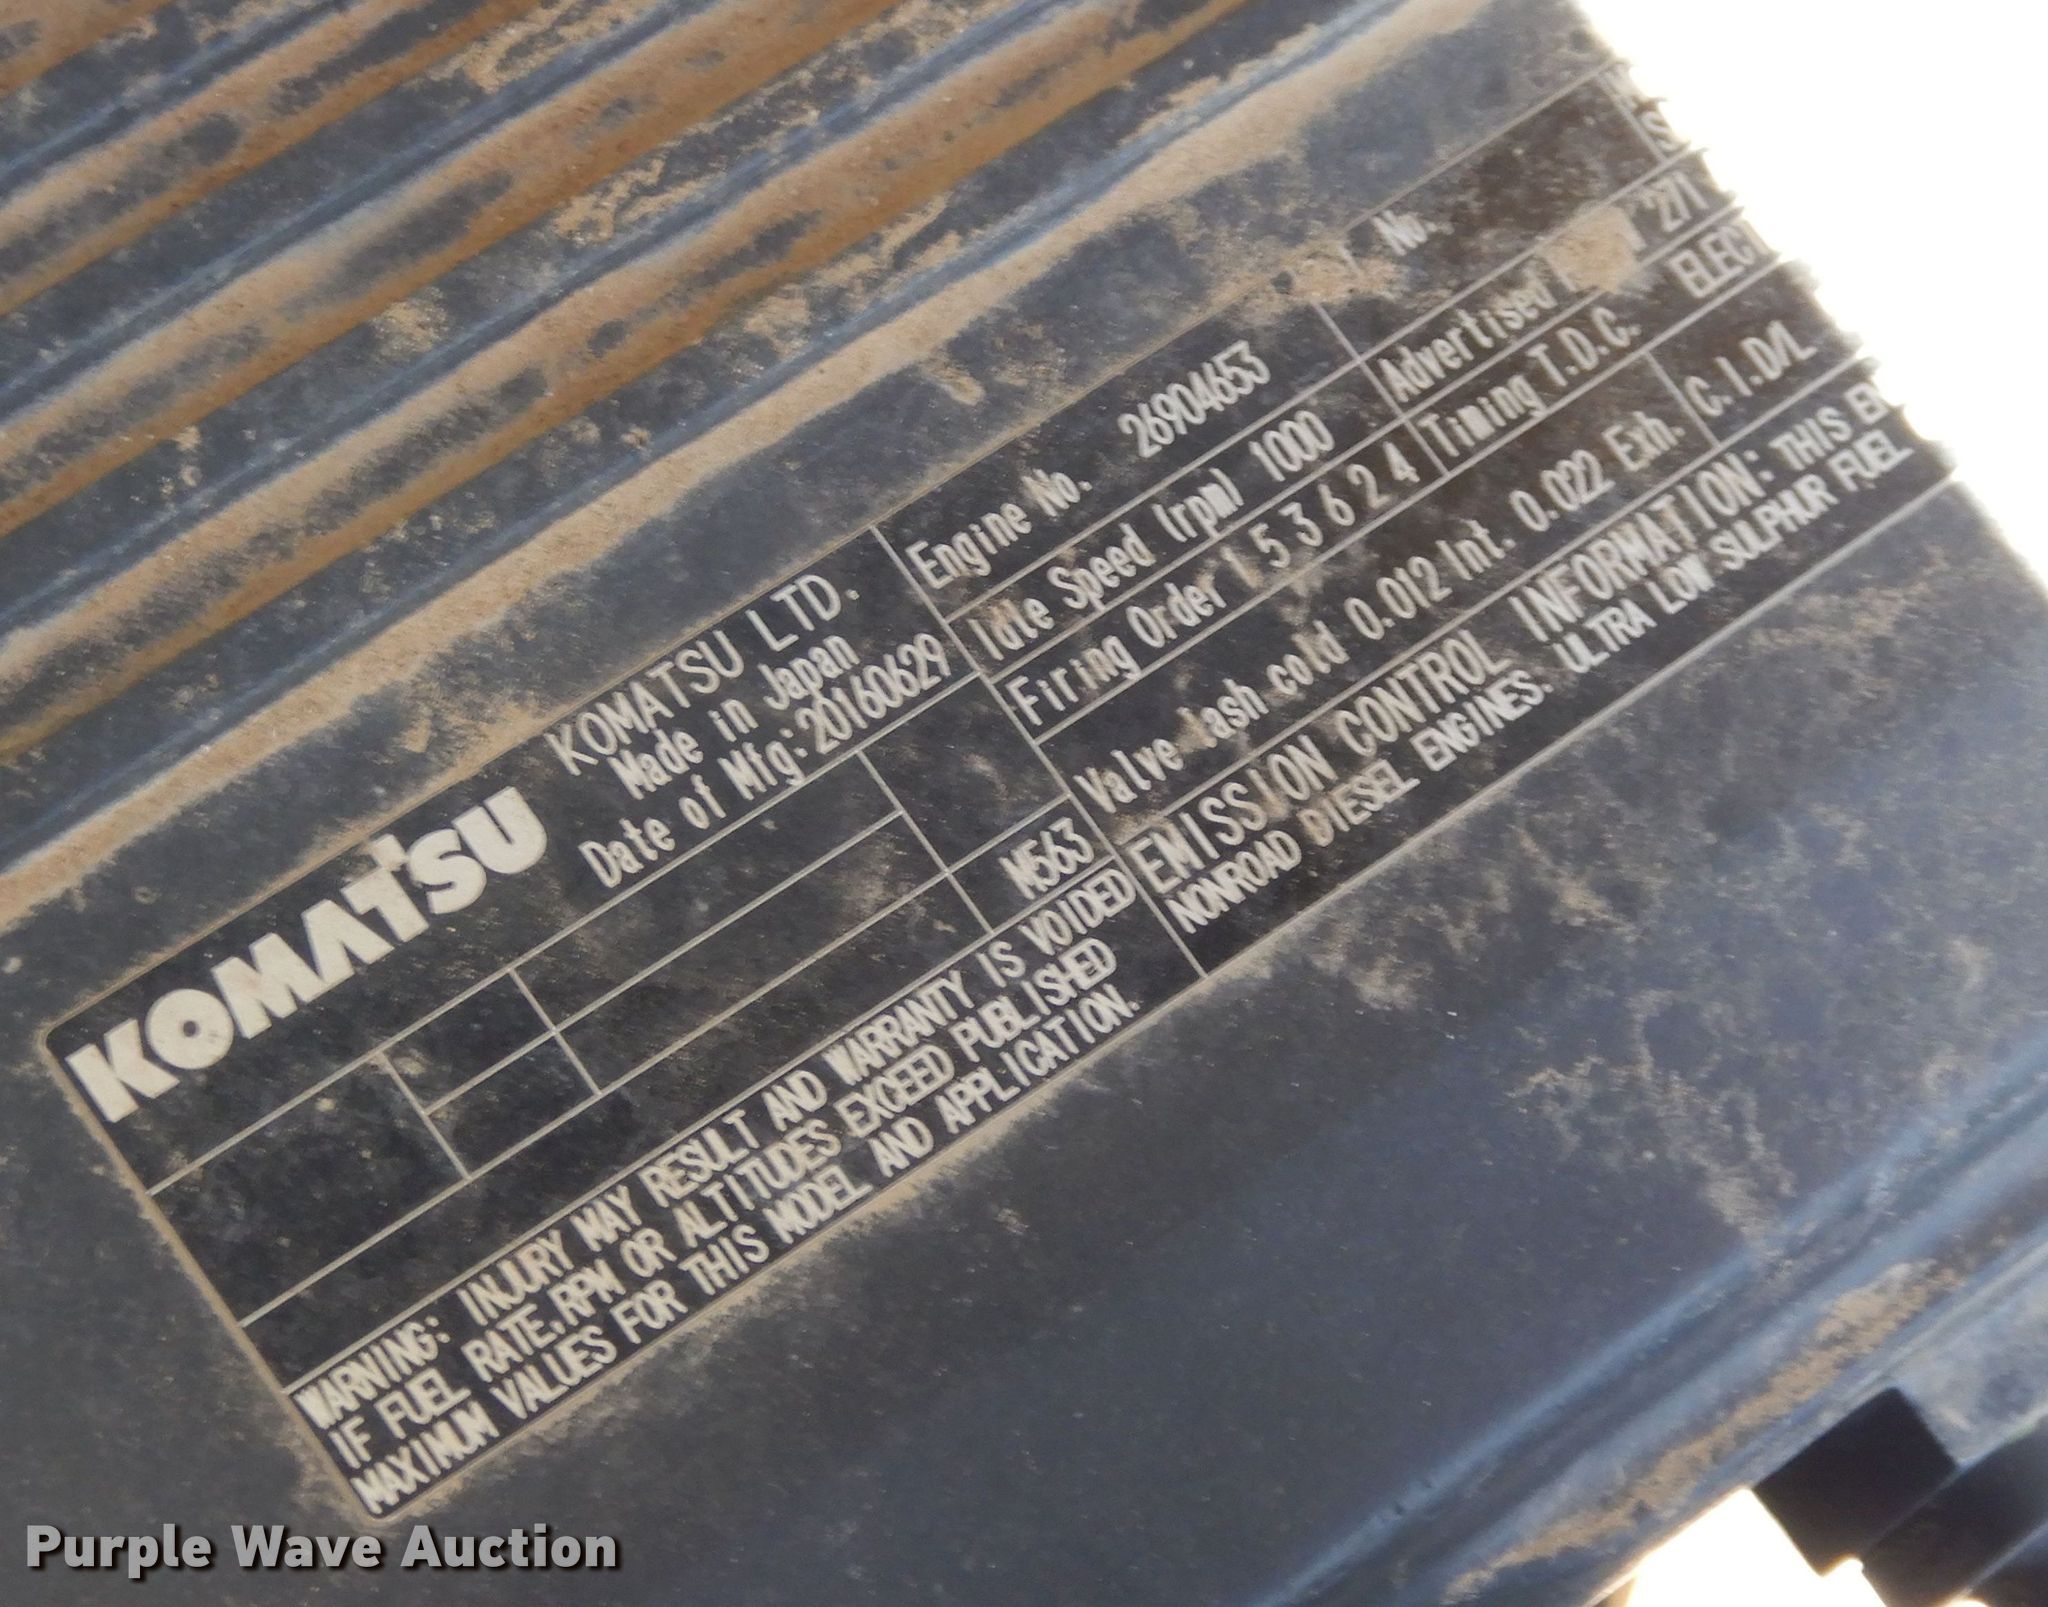 KOMATSU
KOMATSU LTD.
Made in Japan
Date of Mfg:20160629
M563
WARNING: INJURY MAY RESULT AND WARRANTY IS VOIDED
IF FUEL RATE,RPM OR ALTITUDES EXCEED PUBLISHED
MAXIMUM VALUES FOR THIS MODEL AND APPLICATION.
Engine No. 26904653
No.
Idle Speed (rpm) 1000
Advertised
Firing Order 1 5 3 6 2 4
Timing T.D.C. ELECT
Valve lash cold 0.012 Int. 0.022 Exh.
C.I.D/L
EMISSION CONTROL INFORMATION: THIS EN
NONROAD DIESEL ENGINES. ULTRA LOW SULPHUR FUEL
Purple Wave Auction